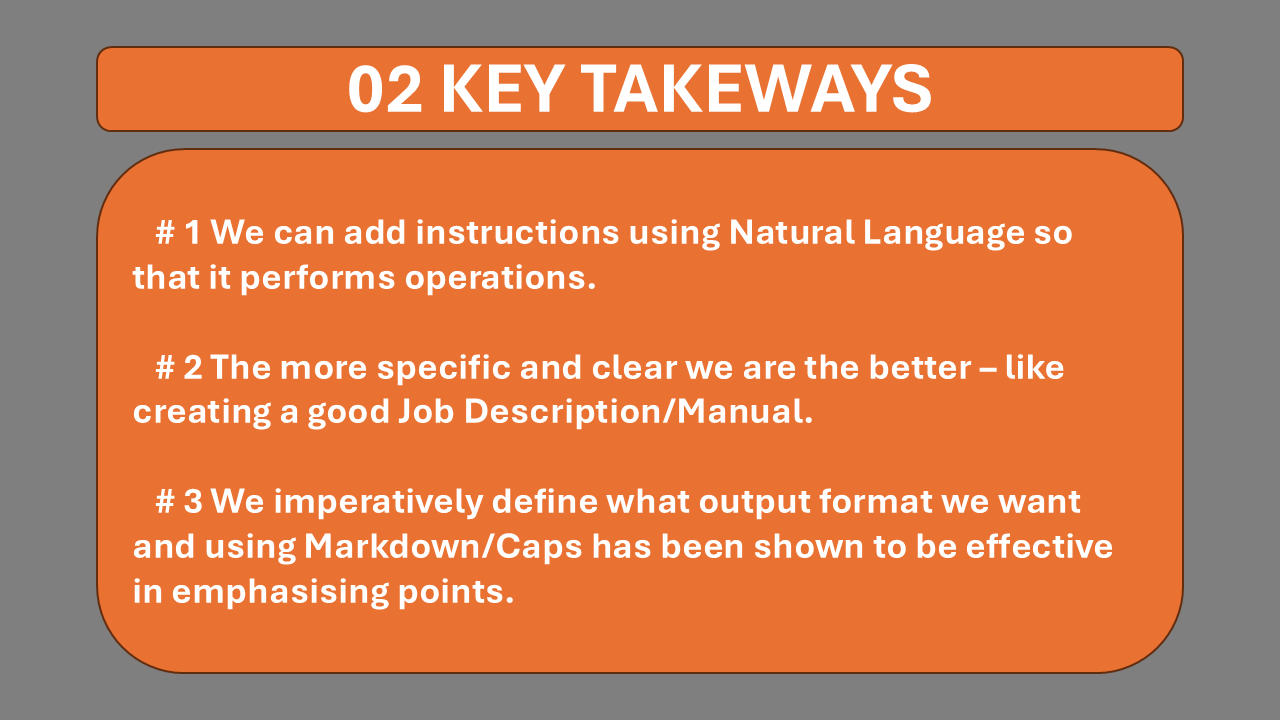 02 KEY TAKEWAYS
# 1 We can add instructions using Natural Language so
that it performs operations.
# 2 The more specific and clear we are the better – like
creating a good Job Description/Manual.
# 3 We imperatively define what output format we want
and using Markdown/Caps has been shown to be effective
in emphasising points.